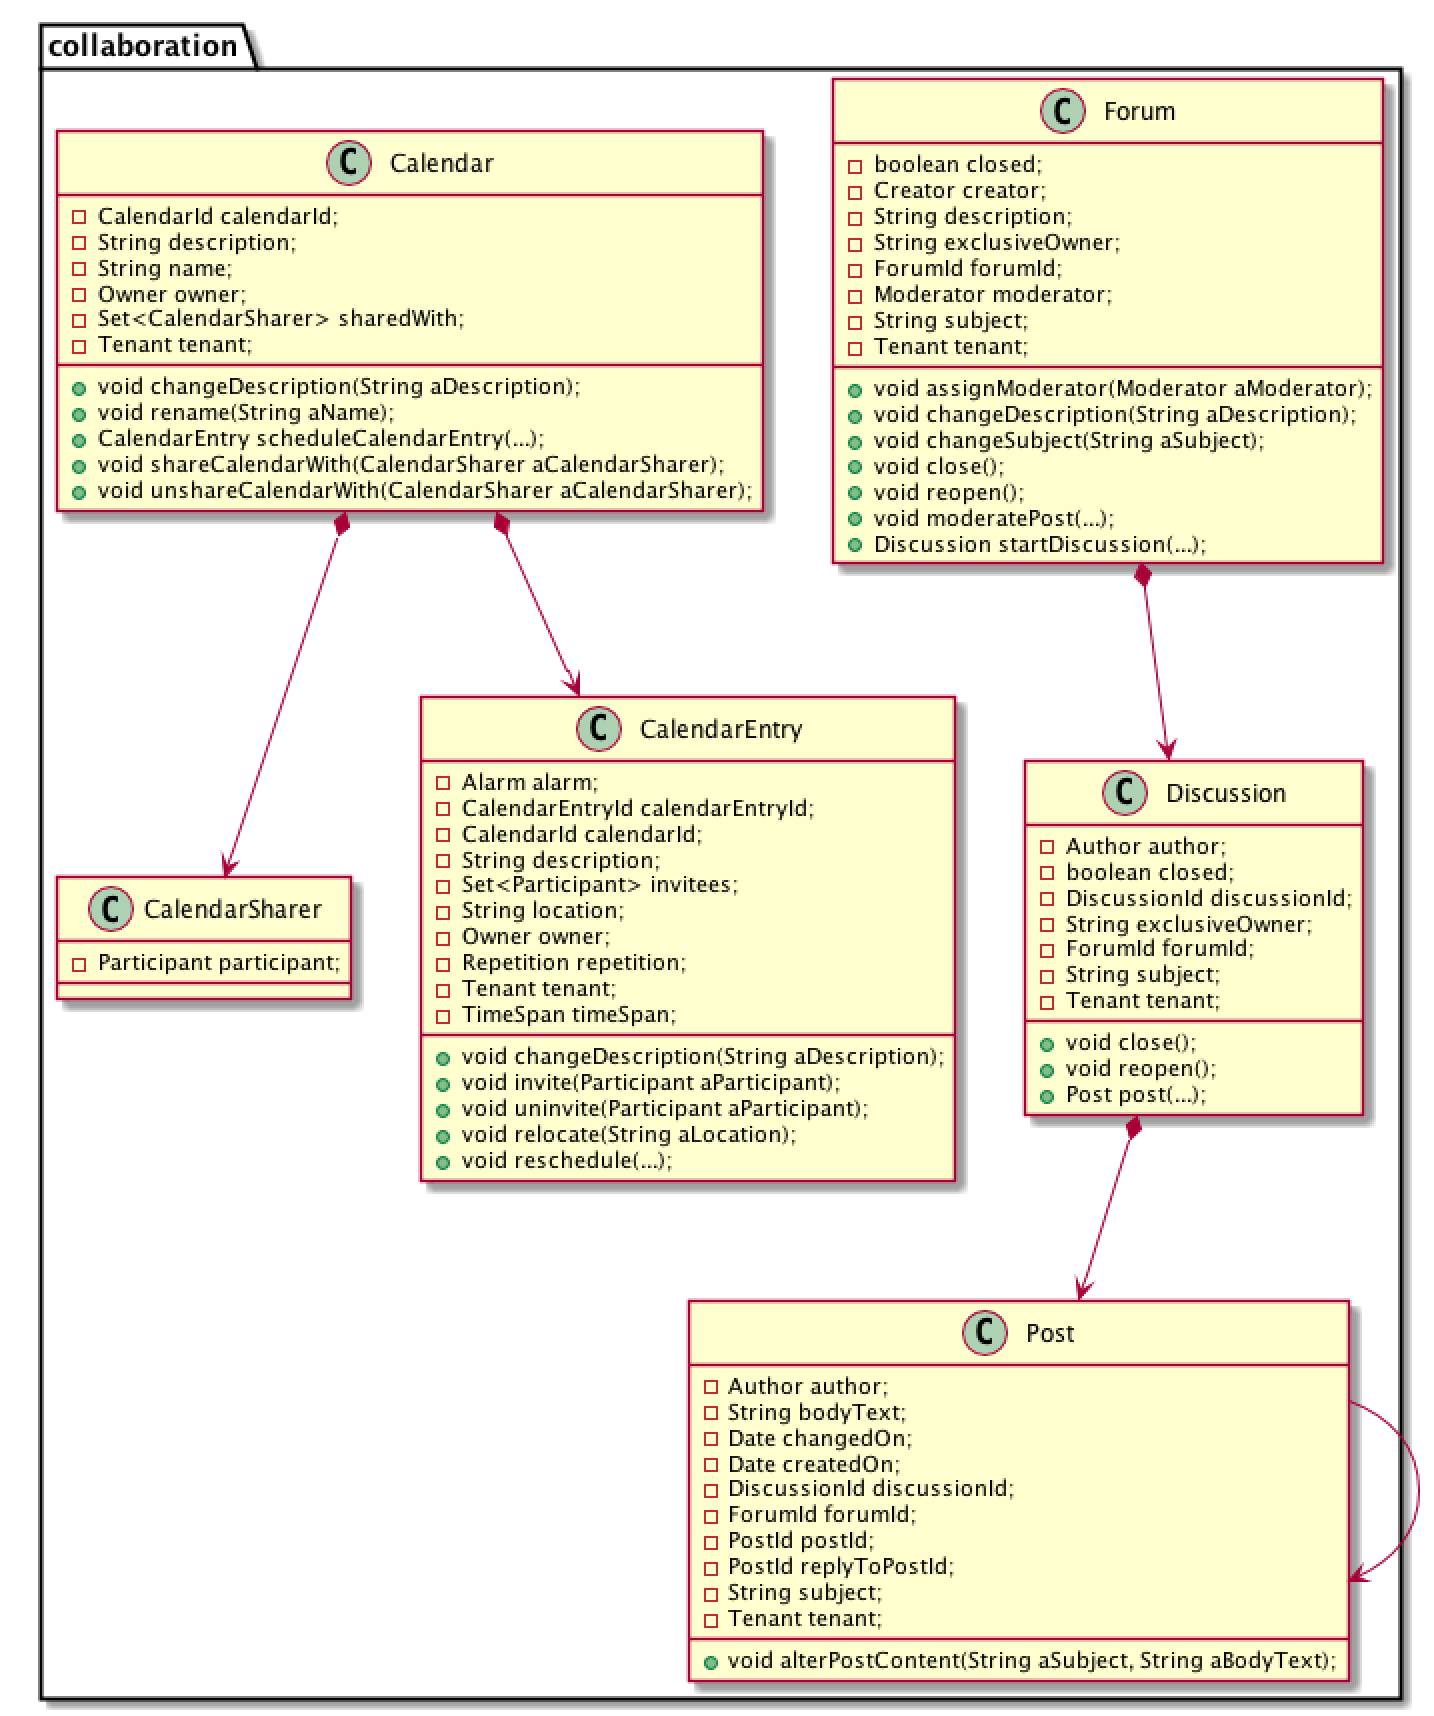 collaboration
C Calendar
CalendarId calendarId;
String description;
String name;
Owner owner;
Set<CalendarSharer> sharedWith;
Tenant tenant;
void changeDescription(String aDescription);
void rename(String aName);
CalendarEntry scheduleCalendarEntry(...);
void shareCalendarWith(CalendarSharer aCalendarSharer);
void unshareCalendarWith(CalendarSharer aCalendarSharer);
C Forum
boolean closed;
Creator creator;
String description;
String exclusiveOwner;
ForumId forumId;
Moderator moderator;
String subject;
Tenant tenant;
void assignModerator(Moderator aModerator);
void changeDescription(String aDescription);
void changeSubject(String aSubject);
void close();
void reopen();
void moderatePost(...);
Discussion startDiscussion(...);
C CalendarSharer
Participant participant;
C CalendarEntry
Alarm alarm;
CalendarEntryId calendarEntryId;
CalendarId calendarId;
String description;
Set<Participant> invitees;
String location;
Owner owner;
Repetition repetition;
Tenant tenant;
TimeSpan timeSpan;
void changeDescription(String aDescription);
void invite(Participant aParticipant);
void uninvite(Participant aParticipant);
void relocate(String aLocation);
void reschedule(...);
C Discussion
Author author;
boolean closed;
DiscussionId discussionId;
String exclusiveOwner;
ForumId forumId;
String subject;
Tenant tenant;
void close();
void reopen();
Post post(...);
C Post
Author author;
String bodyText;
Date changedOn;
Date createdOn;
DiscussionId discussionId;
ForumId forumId;
PostId postId;
PostId replyToPostId;
String subject;
Tenant tenant;
void alterPostContent(String aSubject, String aBodyText);